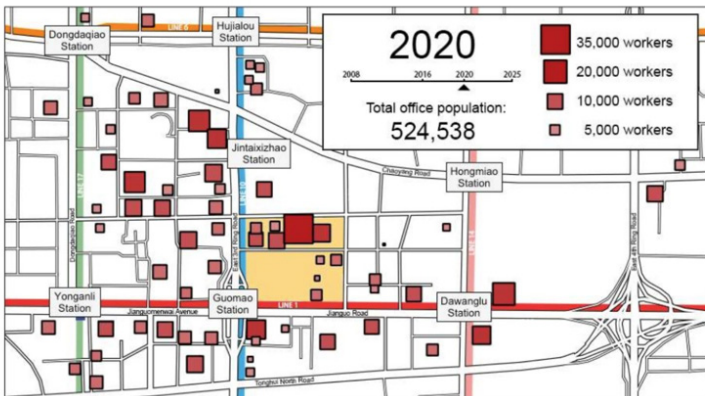 LINE 6
Dongdaqiao
Station
Hujialou
Station
2020
2008 2016 2020 2025
Total office population:
524,538
35,000 workers
20,000 workers
10,000 workers
5,000 workers
Jintaixizhao
Station
Chaoyang Road
Hongmiao
Station
LINE 17
LINE 10
Dongdaqiao Road
East 3rd Ring Road
East 4th Ring Road
Yonganli
Station
Guomao
Station
LINE 1
Dawanglu
Station
Jianguomenwai Avenue
Jianguo Road
Tonghui North Road